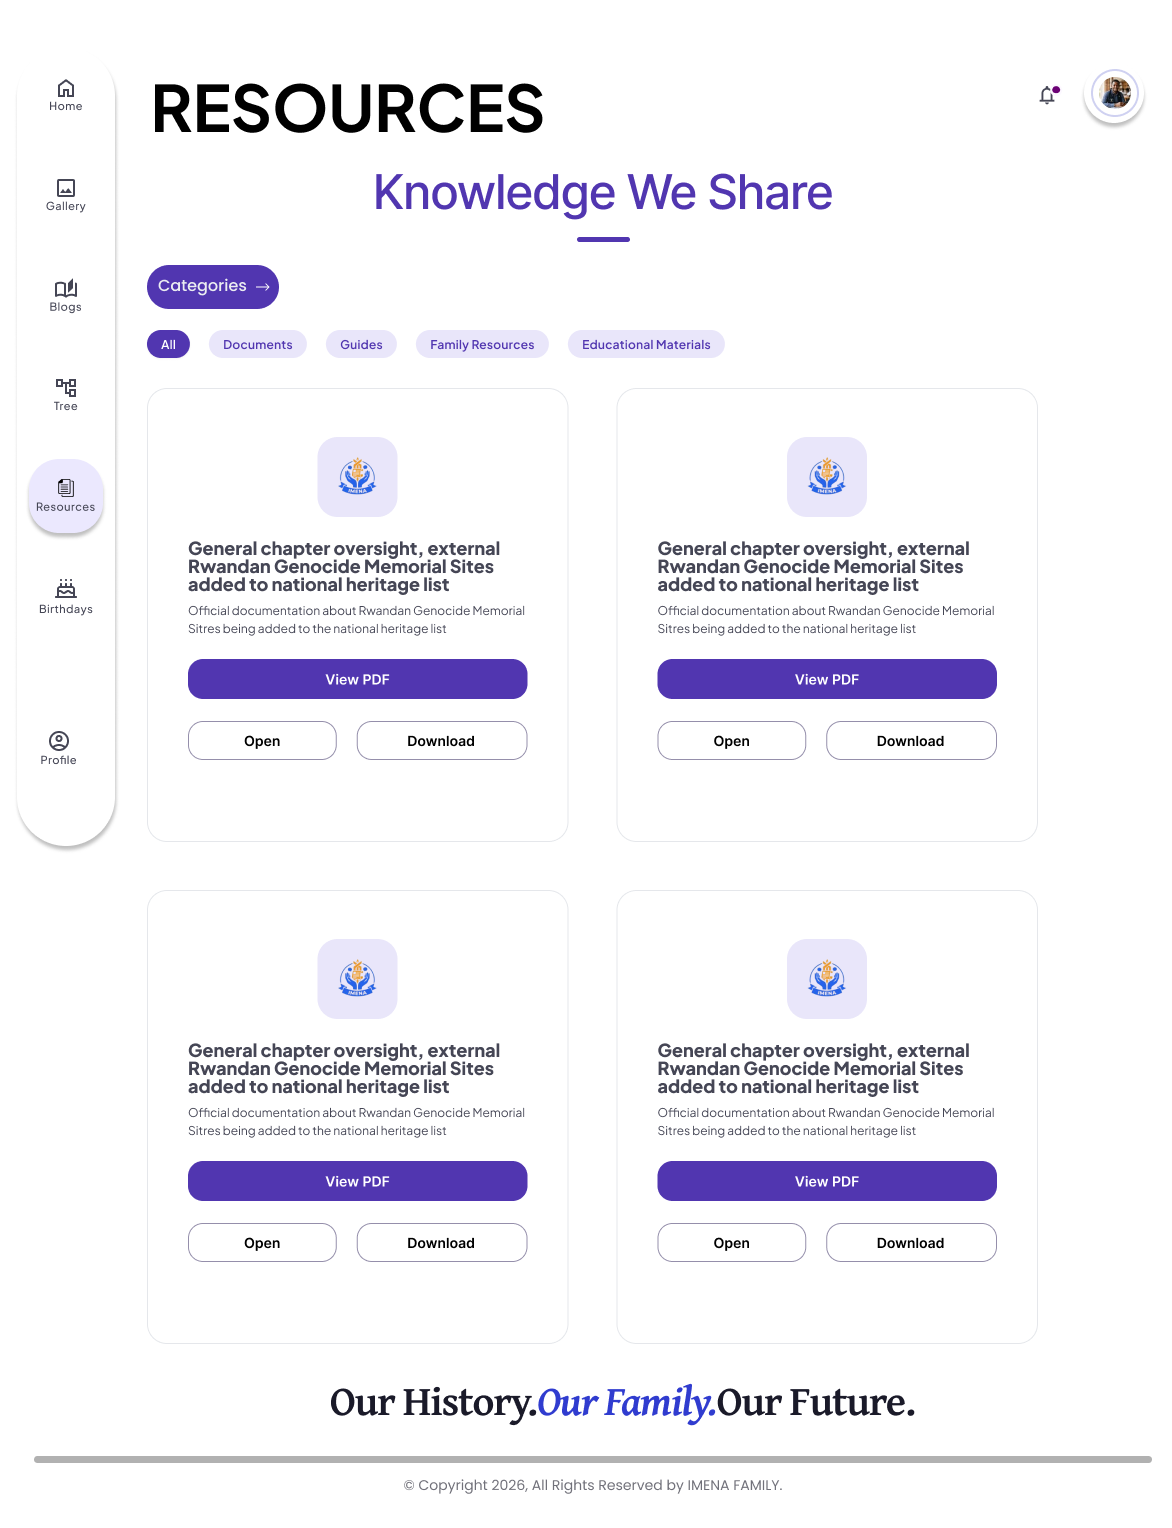 Home
Gallery
Blogs
Tree
Resources
Birthdays
Profile
RESOURCES
Knowledge We Share
Categories →
All
Documents
Guides
Family Resources
Educational Materials
IMENA
General chapter oversight, external
Rwandan Genocide Memorial Sites
added to national heritage list
Official documentation about Rwandan Genocide Memorial
Sitres being added to the national heritage list
View PDF
Open
Download
IMENA
General chapter oversight, external
Rwandan Genocide Memorial Sites
added to national heritage list
Official documentation about Rwandan Genocide Memorial
Sitres being added to the national heritage list
View PDF
Open
Download
IMENA
General chapter oversight, external
Rwandan Genocide Memorial Sites
added to national heritage list
Official documentation about Rwandan Genocide Memorial
Sitres being added to the national heritage list
View PDF
Open
Download
IMENA
General chapter oversight, external
Rwandan Genocide Memorial Sites
added to national heritage list
Official documentation about Rwandan Genocide Memorial
Sitres being added to the national heritage list
View PDF
Open
Download
Our History.Our Family.Our Future.
© Copyright 2026, All Rights Reserved by IMENA FAMILY.